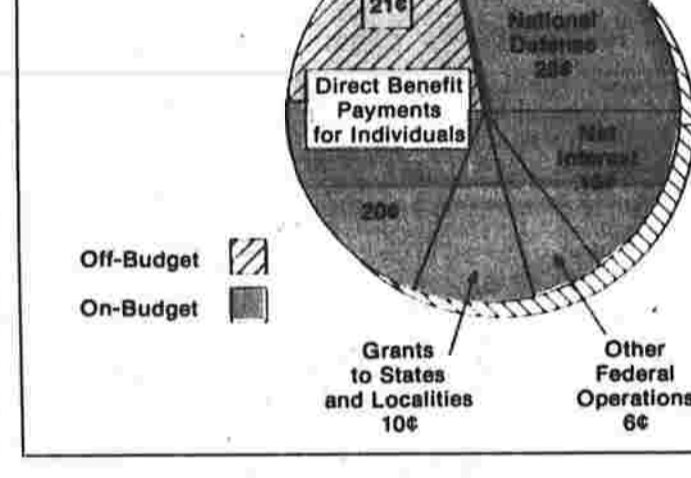 21¢
National
Defense
28¢
Direct Benefit
Payments
for Individuals
Net
Interest
20¢
Off-Budget
On-Budget
Grants
to States
and Localities
10¢
Other
Federal
Operations
6¢